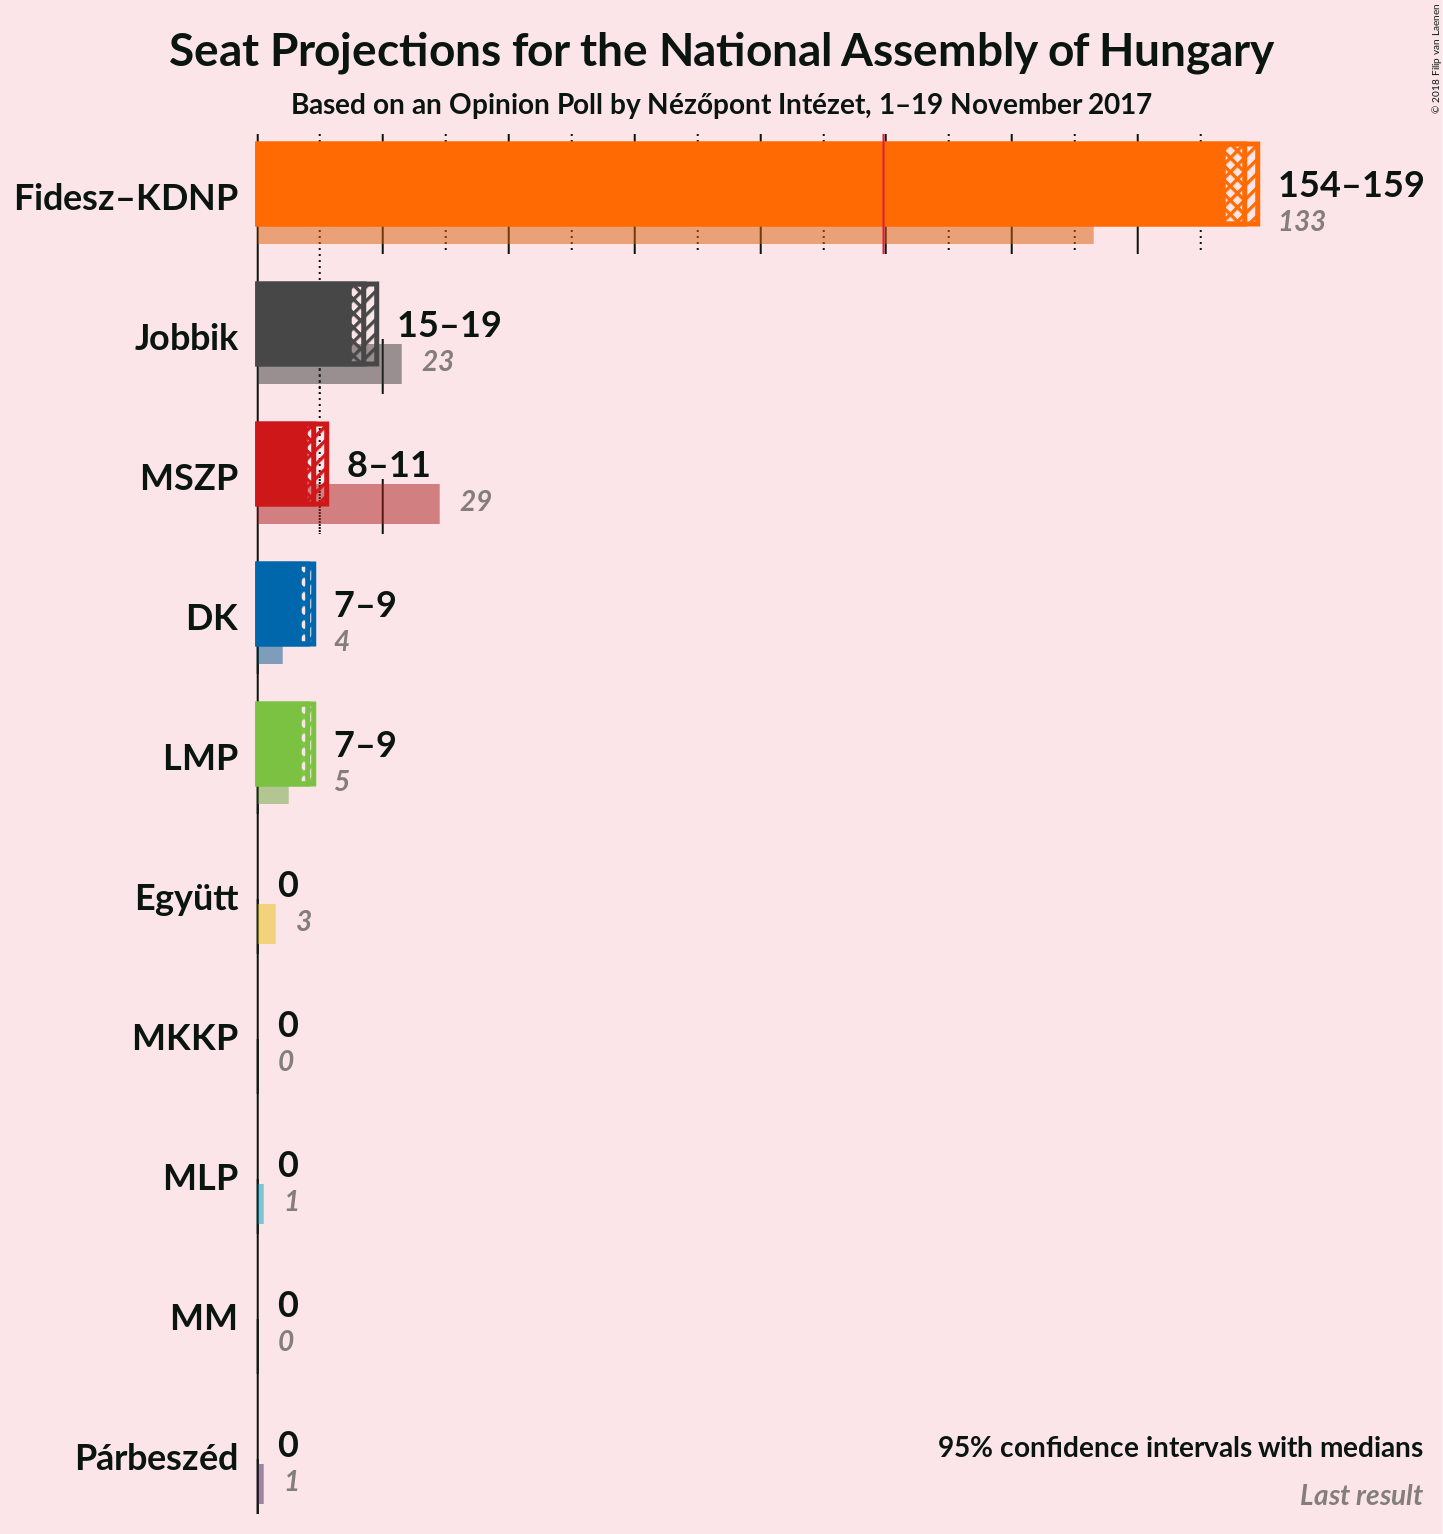 Seat Projections for the National Assembly of Hungary
Based on an Opinion Poll by Nézőpont Intézet, 1–19 November 2017
© 2018 Filip van Laenen
Fidesz–KDNP
154–159
133
Jobbik
15–19
23
MSZP
8–11
29
DK
7–9
4
LMP
7–9
5
Együtt
0
3
MKKP
0
0
MLP
0
1
MM
0
0
Párbeszéd
0
1
95% confidence intervals with medians
Last result